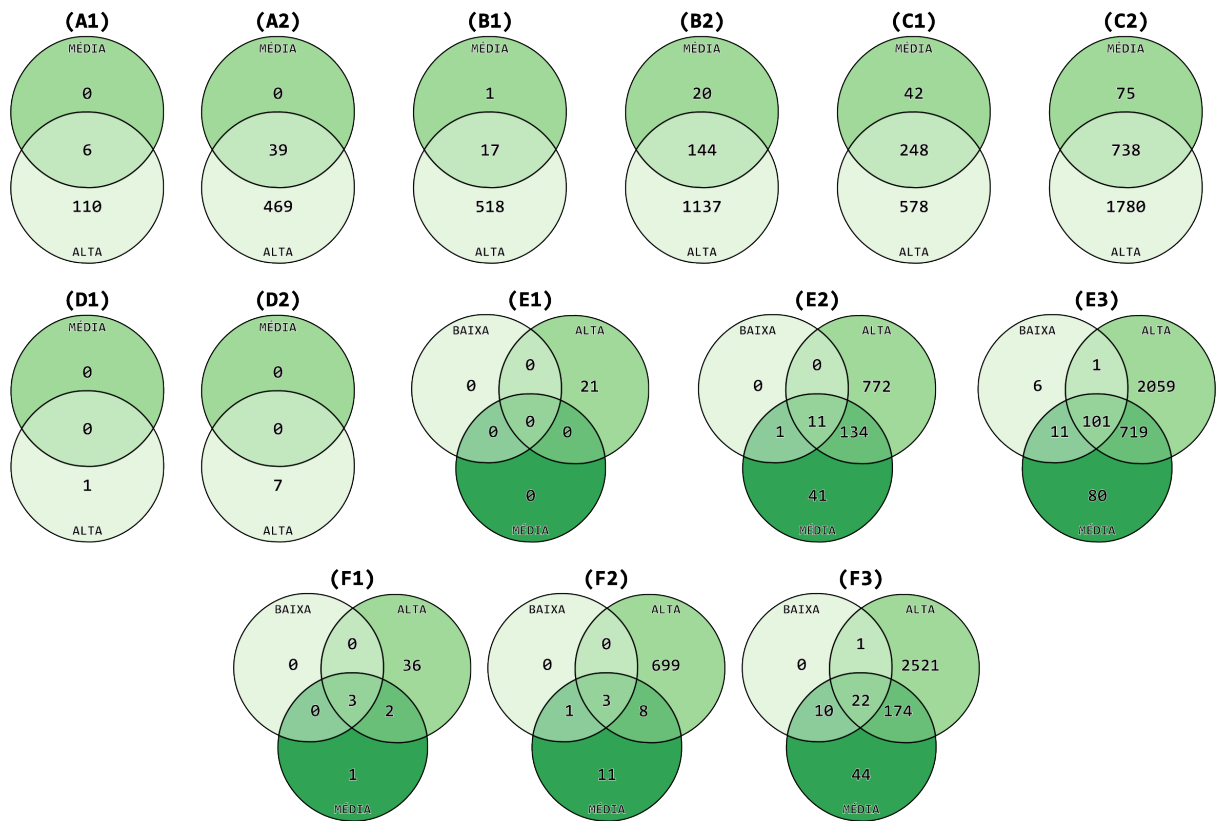 (A1) (A2) (B1) (B2) (C1) (C2)
MÉDIA MÉDIA MÉDIA MÉDIA MÉDIA MÉDIA
0 0 1 20 42 75
6 39 17 144 248 738
110 469 518 1137 578 1780
ALTA ALTA ALTA ALTA ALTA ALTA
(D1) (D2) (E1) (E2) (E3)
MÉDIA MÉDIA BAIXA ALTA BAIXA ALTA BAIXA ALTA
0 0 1
0 0 0 21 0 772 6 2059
0 0 0 0 0 1 11 134 11 101 719
1 7 0 41 80
ALTA ALTA MÉDIA MÉDIA MÉDIA
(F1) (F2) (F3)
BAIXA ALTA BAIXA ALTA BAIXA ALTA
0 0 1
0 36 0 699 0 2521
0 3 2 1 3 8 10 22 174
1 11 44
MÉDIA MÉDIA MÉDIA